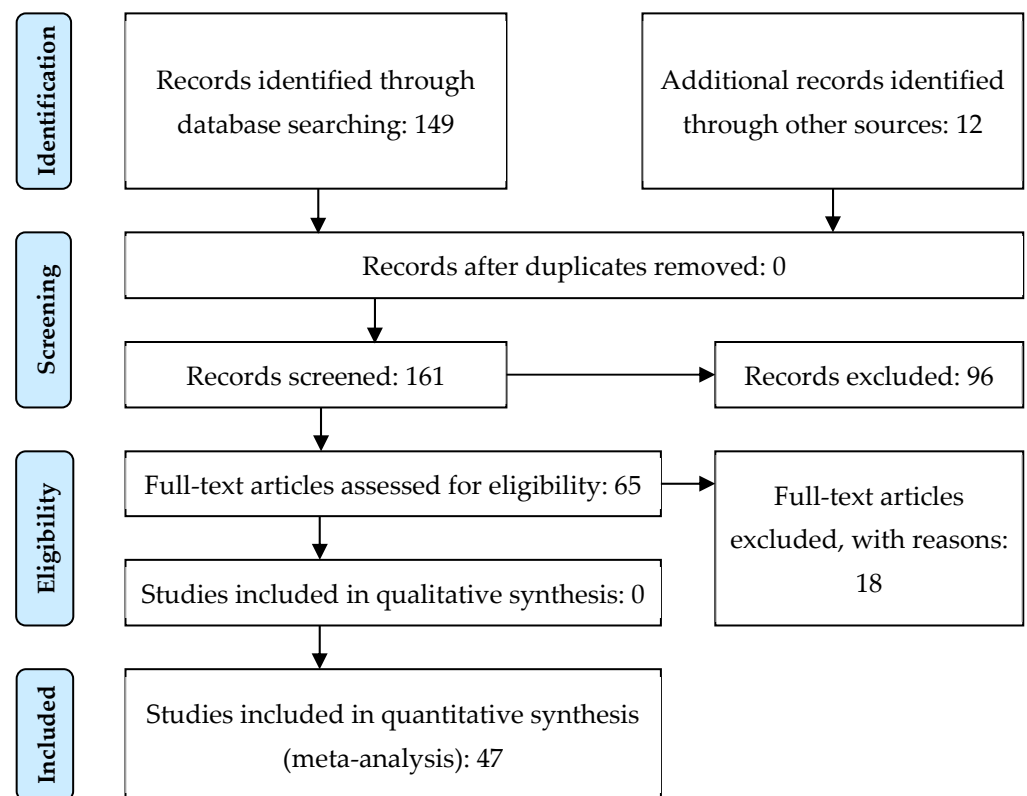 Identification
Records identified through
database searching: 149
Additional records identified
through other sources: 12
Screening
Records after duplicates removed: 0
Records screened: 161
Records excluded: 96
Eligibility
Full-text articles assessed for eligibility: 65
Full-text articles
excluded, with reasons:
18
Studies included in qualitative synthesis: 0
Included
Studies included in quantitative synthesis
(meta-analysis): 47